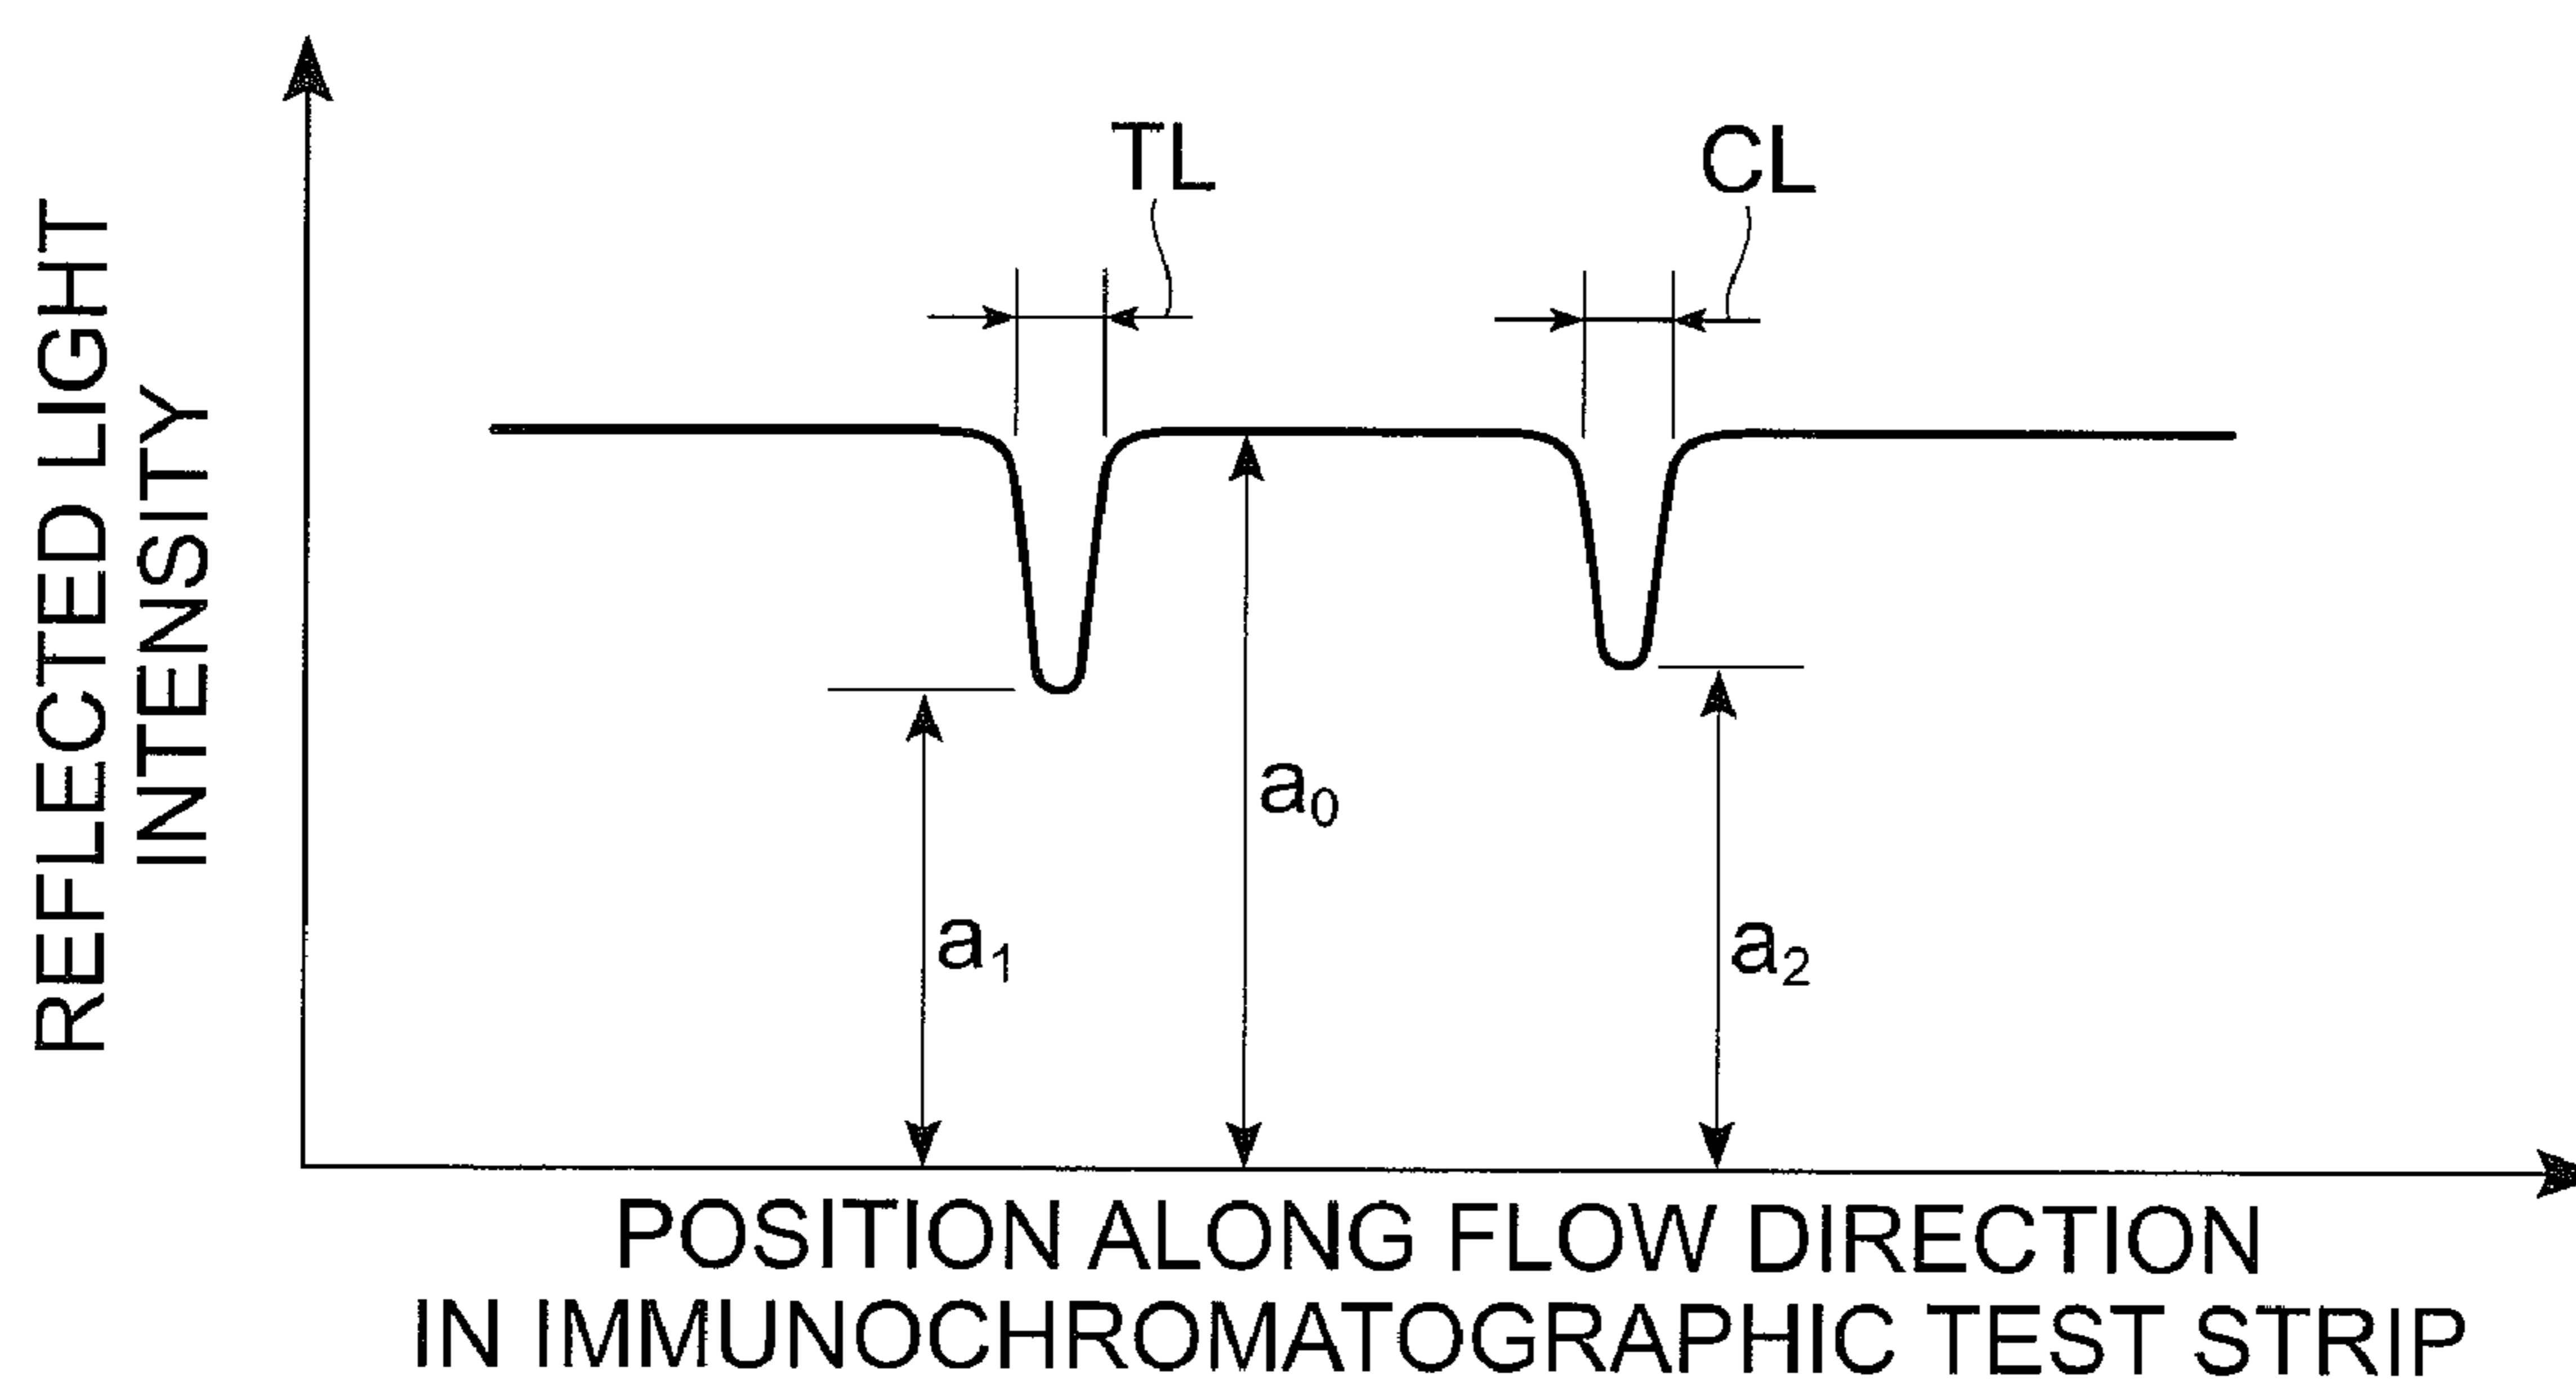 REFLECTED LIGHT
INTENSITY
TL
CL
a₀
a₁
a₂
POSITION ALONG FLOW DIRECTION
IN IMMUNOCHROMATOGRAPHIC TEST STRIP